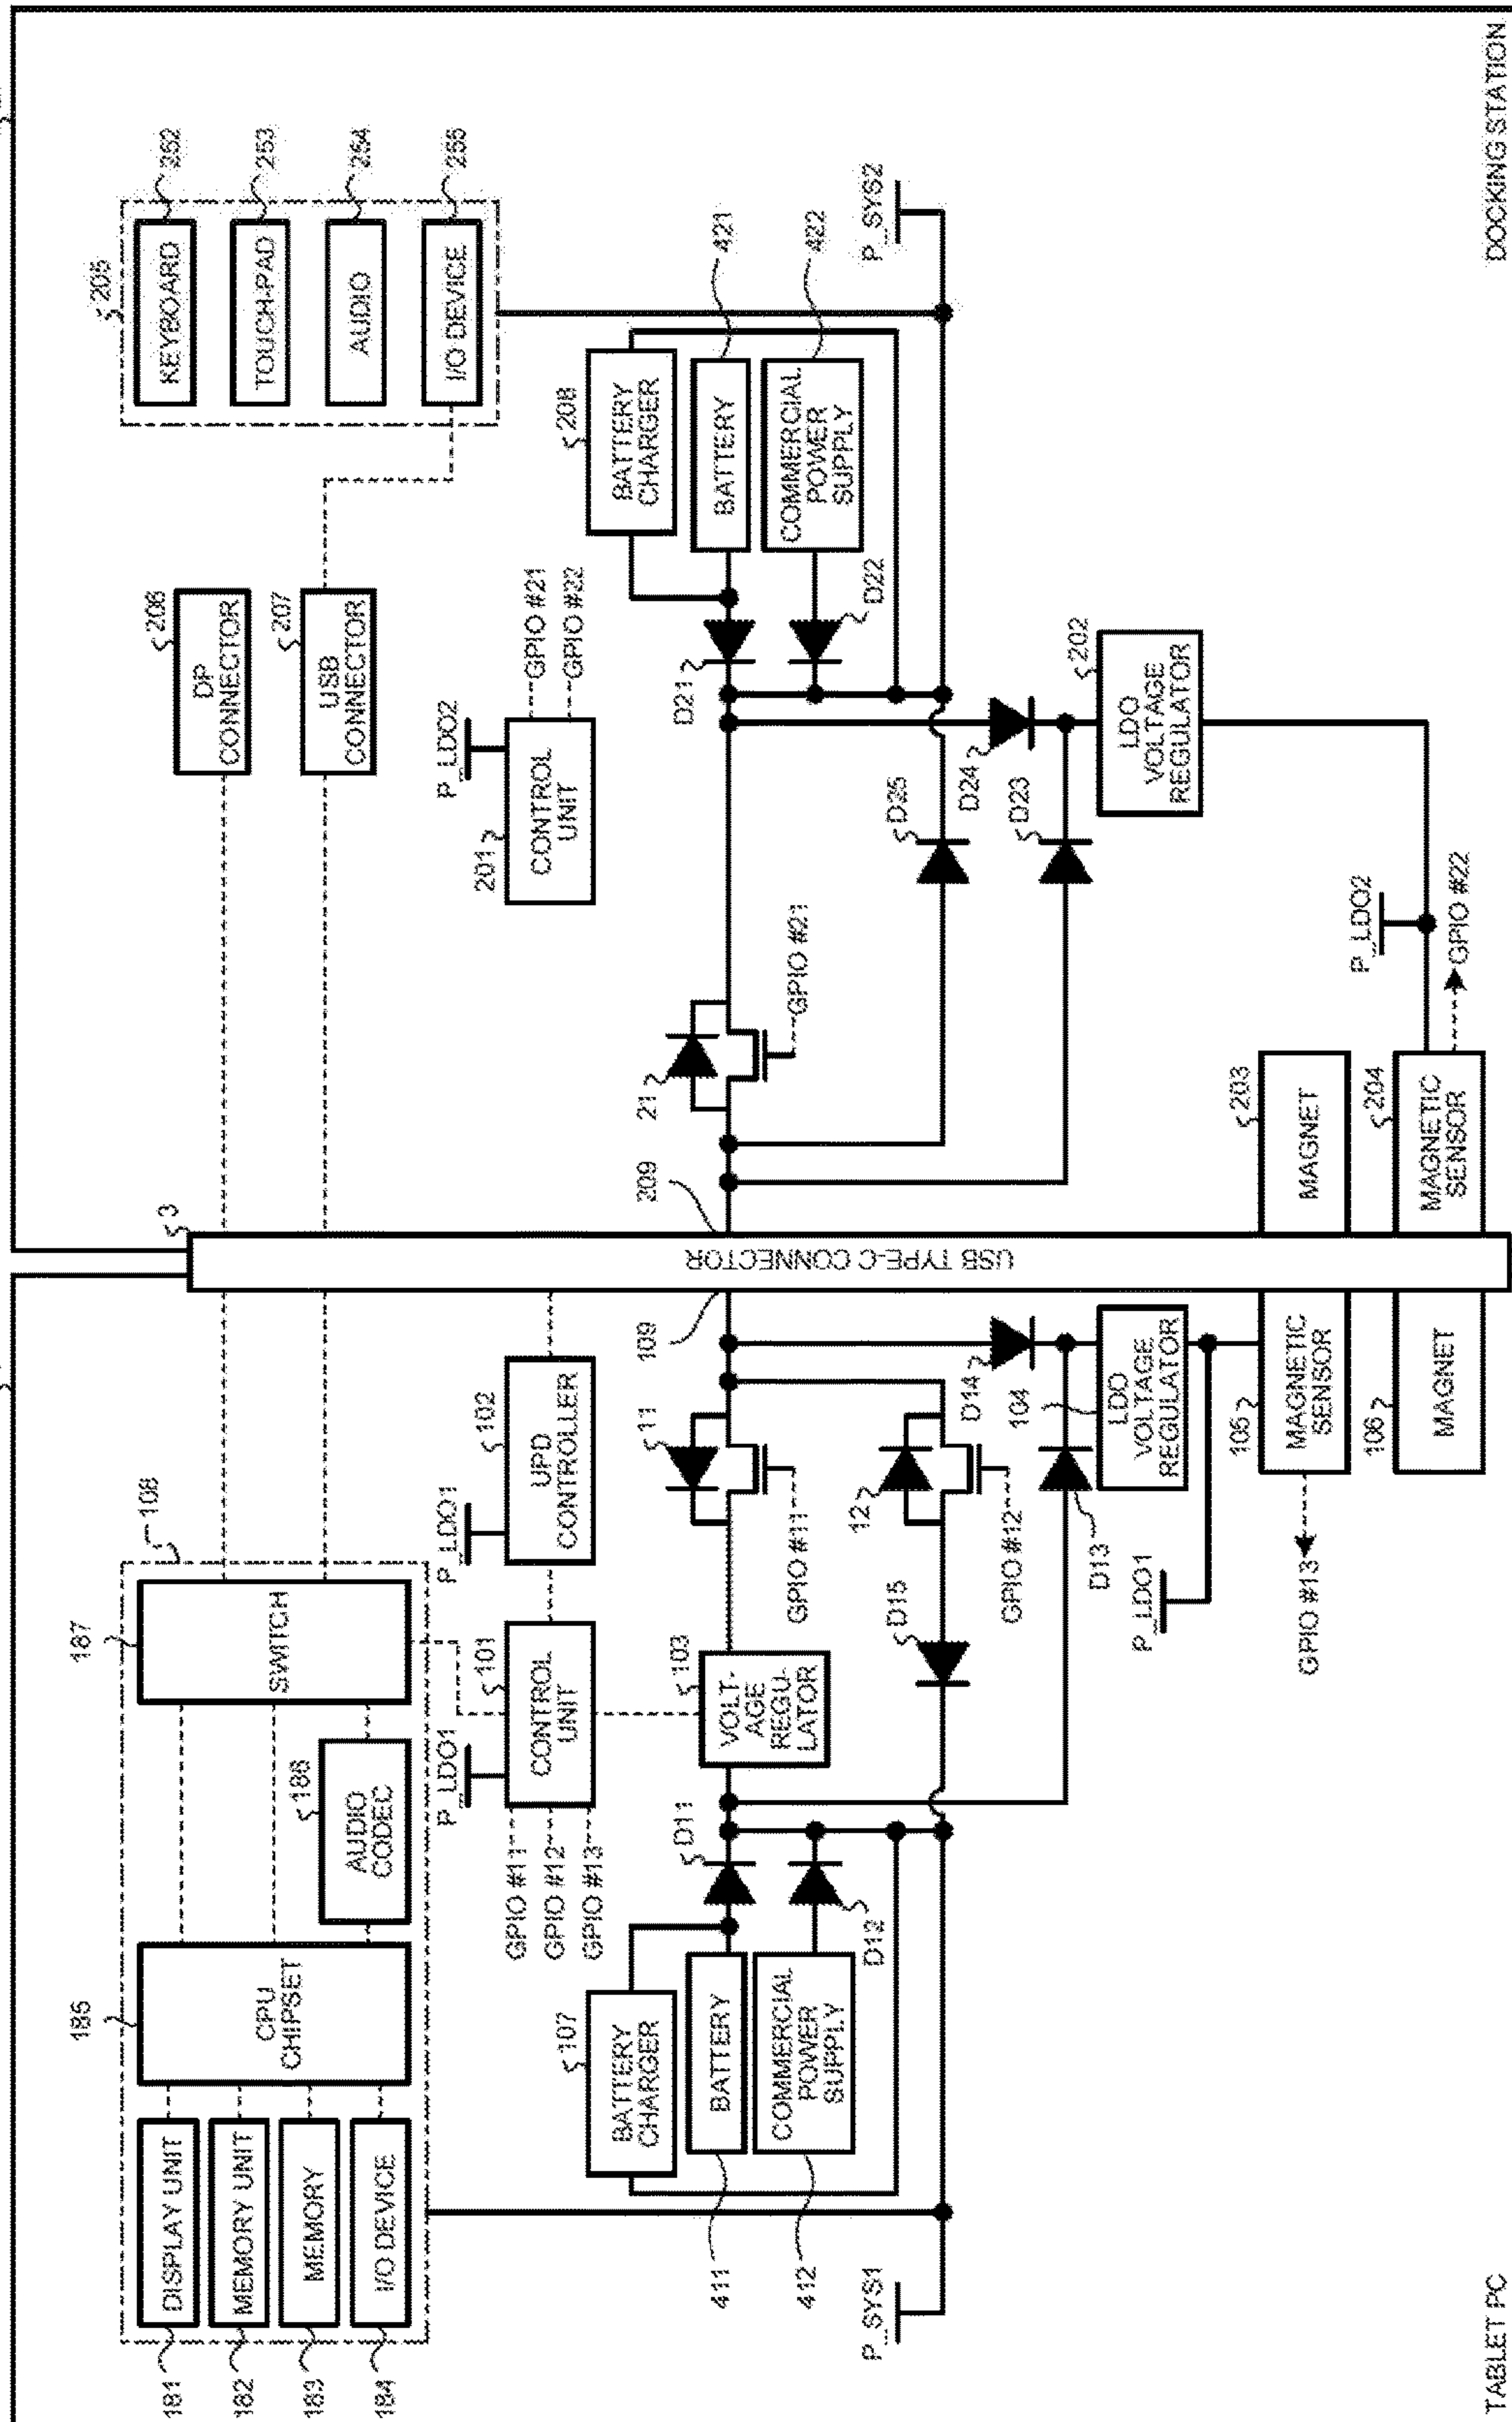 TABLET PC
181
DISPLAY UNIT
182
MEMORY UNIT
183
MEMORY
184
I/O DEVICE
185
CPU
CHIPSET
186
AUDIO
CODEC
187
SWITCH
108
P_LDO1
101
CONTROL
UNIT
GPIO #11
GPIO #12
GPIO #13
P_LDO1
102
UPD
CONTROLLER
107
BATTERY
CHARGER
411
BATTERY
412
COMMERCIAL
POWER
SUPPLY
D11
D12
103
VOLT-
AGE
REGU-
LATOR
11
GPIO #11
109
12
GPIO #12
D15
D14
D13
104
LDO
VOLTAGE
REGULATOR
P_SYS1
P_LDO1
GPIO #13
105
MAGNETIC
SENSOR
106
MAGNET
3
USB TYPE-C CONNECTOR
DOCKING STATION
206
DP
CONNECTOR
207
USB
CONNECTOR
205
KEYBOARD
252
TOUCH-PAD
253
AUDIO
254
I/O DEVICE
255
P_LDO2
201
CONTROL
UNIT
GPIO #21
GPIO #22
208
BATTERY
CHARGER
BATTERY
421
COMMERCIAL
POWER
SUPPLY
422
D21
D22
P_SYS2
209
21
GPIO #21
D25
D24
D23
202
LDO
VOLTAGE
REGULATOR
P_LDO2
GPIO #22
203
MAGNET
204
MAGNETIC
SENSOR